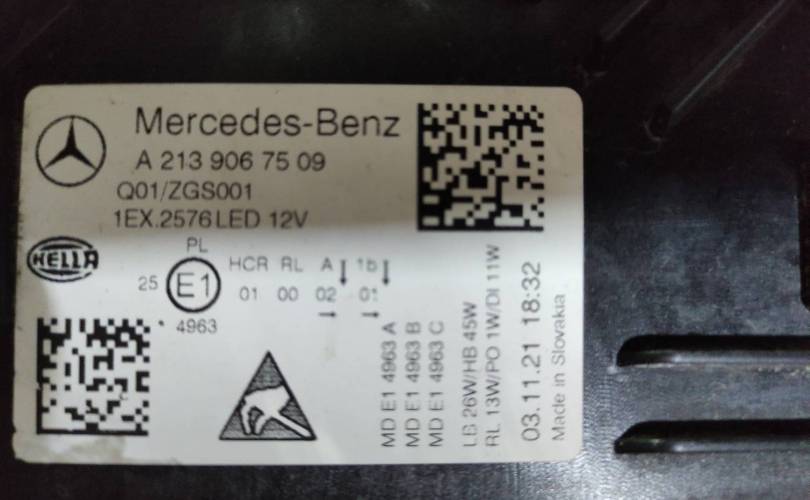 Mercedes-Benz
A 213 906 75 09
Q01/ZGS001
1EX.2576 LED 12V
HELLA
PL
25 E1 HCR RL A 1b
01 00 02 01
4963
MD E1 4963 A
MD E1 4963 B
MD E1 4963 C
LB 26W/HB 45W
RL 13W/PO 1W/DI 11W
03.11.21 18:32
Made in Slovakia